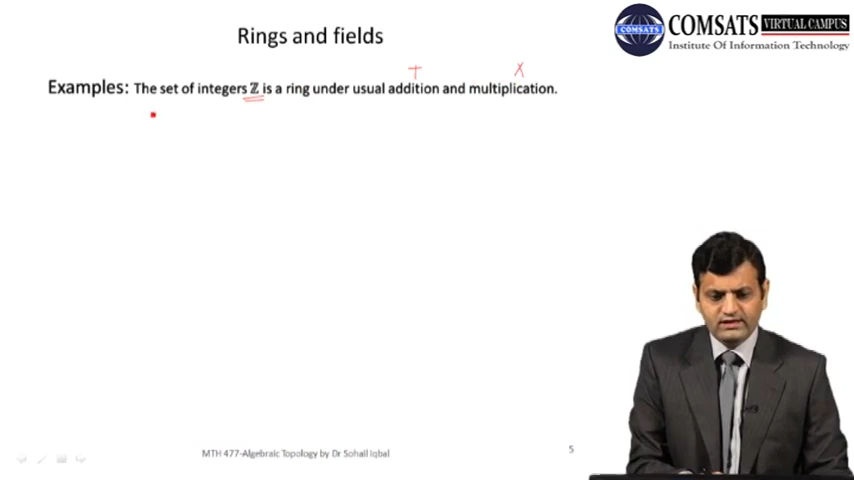 COMSATS VIRTUAL CAMPUS
Institute Of Information Technology
Rings and fields
+ ×
Examples: The set of integers ℤ is a ring under usual addition and multiplication.
MTH 477-Algebraic Topology by Dr Sohail Iqbal
5